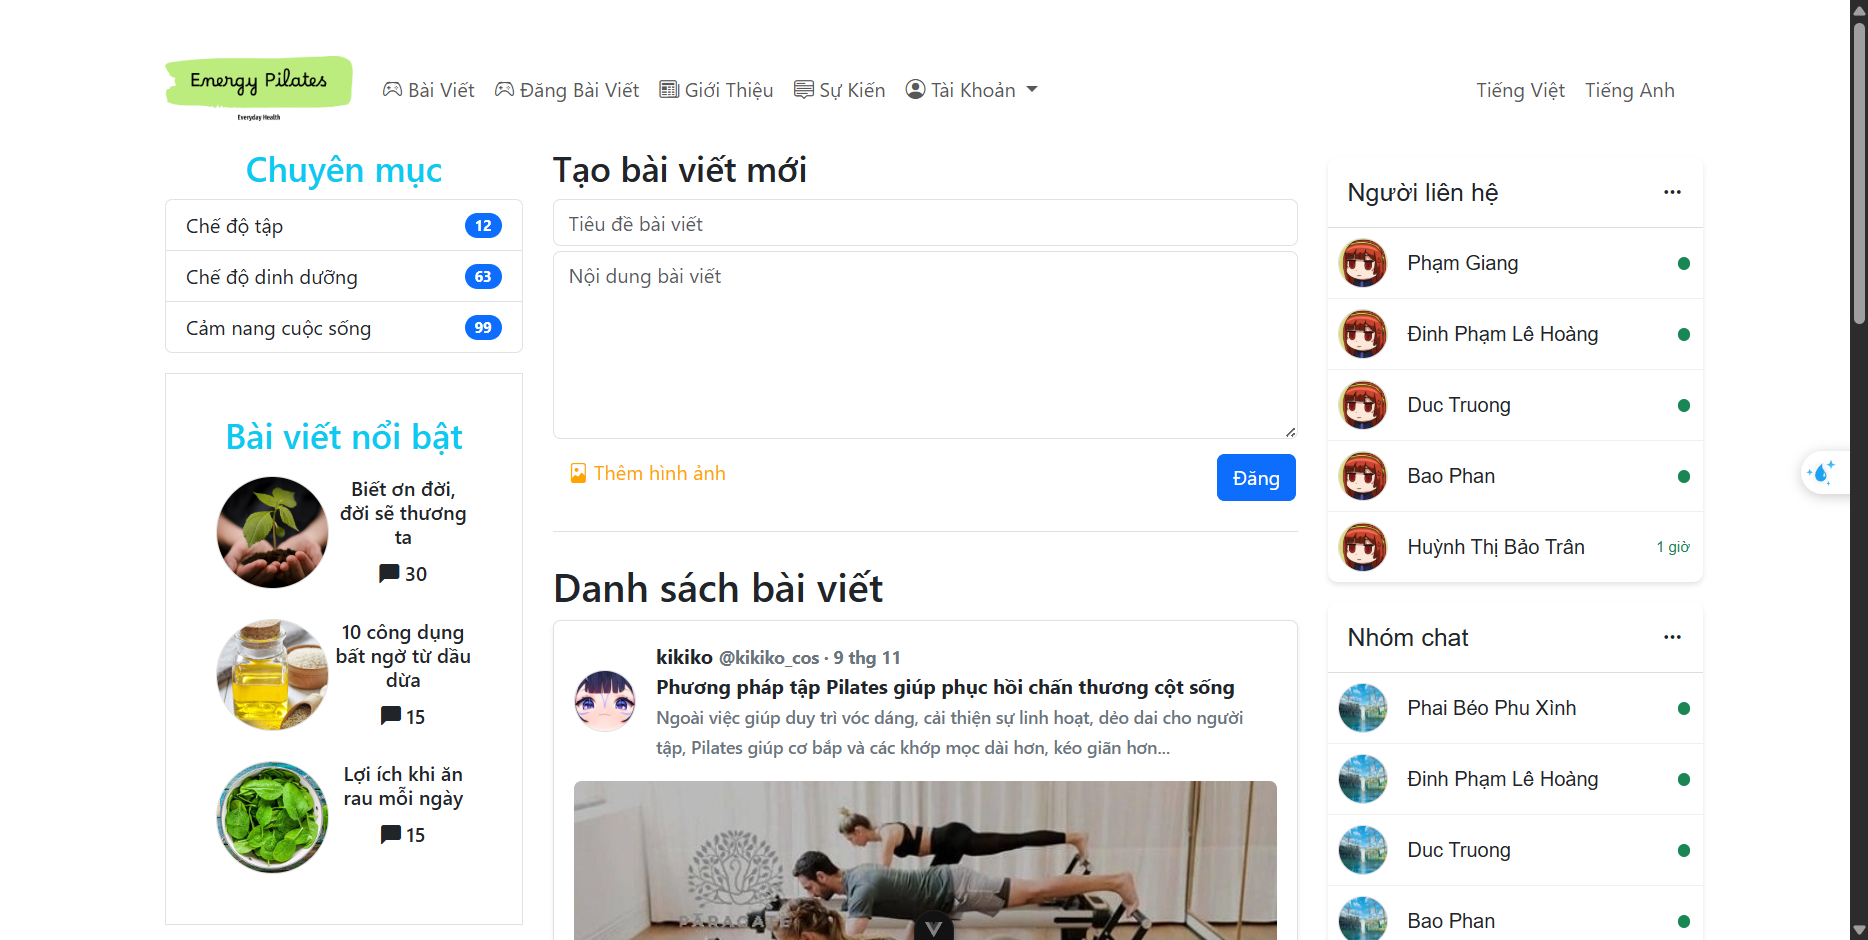 Energy Pilates
Everyday Health
Bài Viết
Đăng Bài Viết
Giới Thiệu
Sự Kiến
Tài Khoản
Tiếng Việt
Tiếng Anh
Chuyên mục
Chế độ tập
12
Chế độ dinh dưỡng
63
Cảm nang cuộc sống
99
Bài viết nổi bật
Biết ơn đời,
đời sẽ thương
ta
30
10 công dụng
bất ngờ từ dầu
dừa
15
Lợi ích khi ăn
rau mỗi ngày
15
Tạo bài viết mới
Tiêu đề bài viết
Nội dung bài viết
Thêm hình ảnh
Đăng
Danh sách bài viết
kikiko @kikiko_cos · 9 thg 11
Phương pháp tập Pilates giúp phục hồi chấn thương cột sống
Ngoài việc giúp duy trì vóc dáng, cải thiện sự linh hoạt, dẻo dai cho người
tập, Pilates giúp cơ bắp và các khớp mọc dài hơn, kéo giãn hơn...
PARAGATE
Người liên hệ
Phạm Giang
Đinh Phạm Lê Hoàng
Duc Truong
Bao Phan
Huỳnh Thị Bảo Trân
1 giờ
Nhóm chat
Phai Béo Phu Xình
Đinh Phạm Lê Hoàng
Duc Truong
Bao Phan